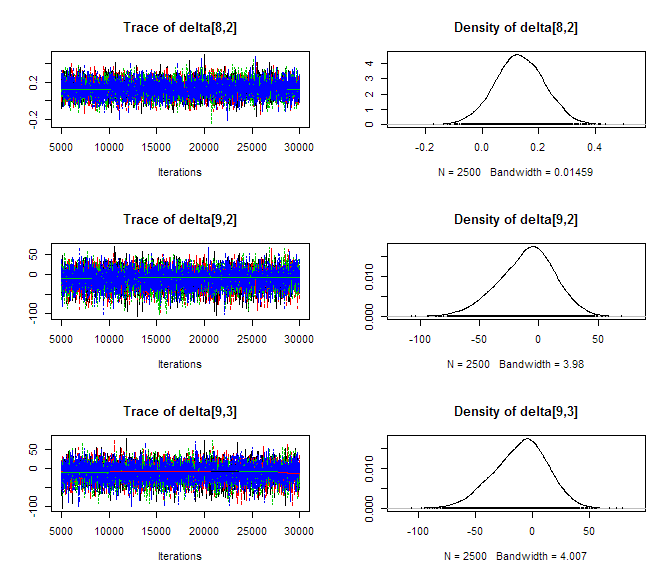 Trace of delta[8,2]
0.2
-0.2
5000 10000 15000 20000 25000 30000
Iterations
Density of delta[8,2]
4
3
2
1
0
-0.2 0.0 0.2 0.4
N = 2500 Bandwidth = 0.01459
Trace of delta[9,2]
50
0
-100
5000 10000 15000 20000 25000 30000
Iterations
Density of delta[9,2]
0.010
0.000
-100 -50 0 50
N = 2500 Bandwidth = 3.98
Trace of delta[9,3]
50
0
-100
5000 10000 15000 20000 25000 30000
Iterations
Density of delta[9,3]
0.010
0.000
-100 -50 0 50
N = 2500 Bandwidth = 4.007